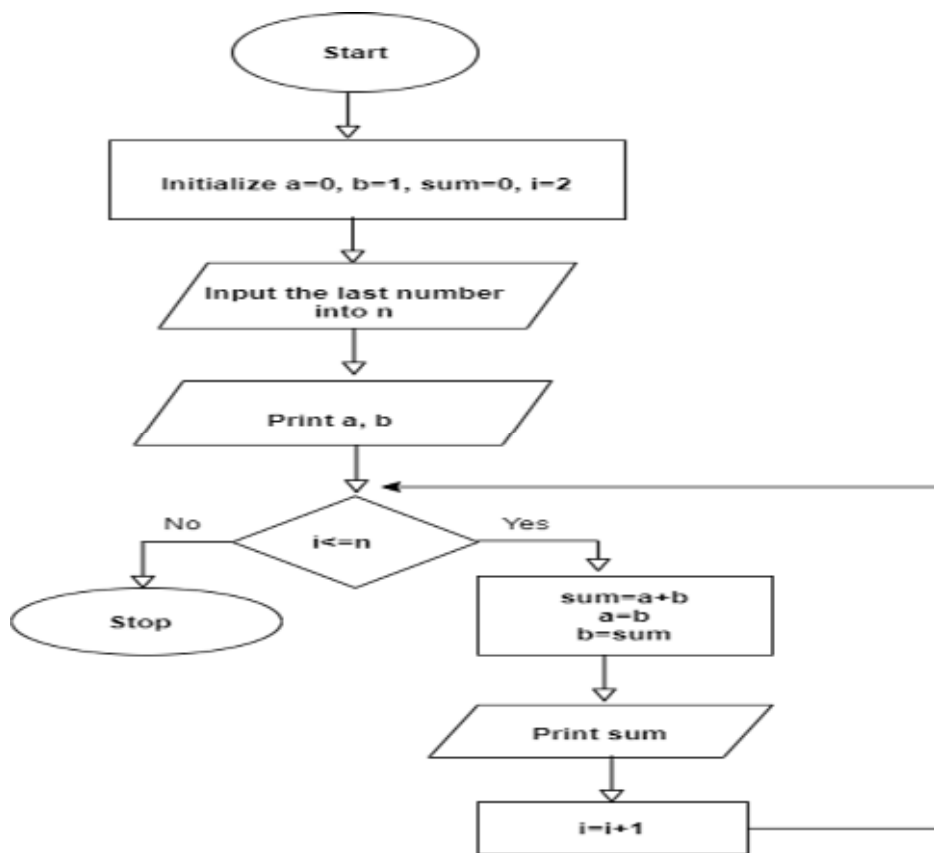 Start
Initialize a=0, b=1, sum=0, i=2
Input the last number
into n
Print a, b
No
Yes
i<=n
Stop
sum=a+b
a=b
b=sum
Print sum
i=i+1